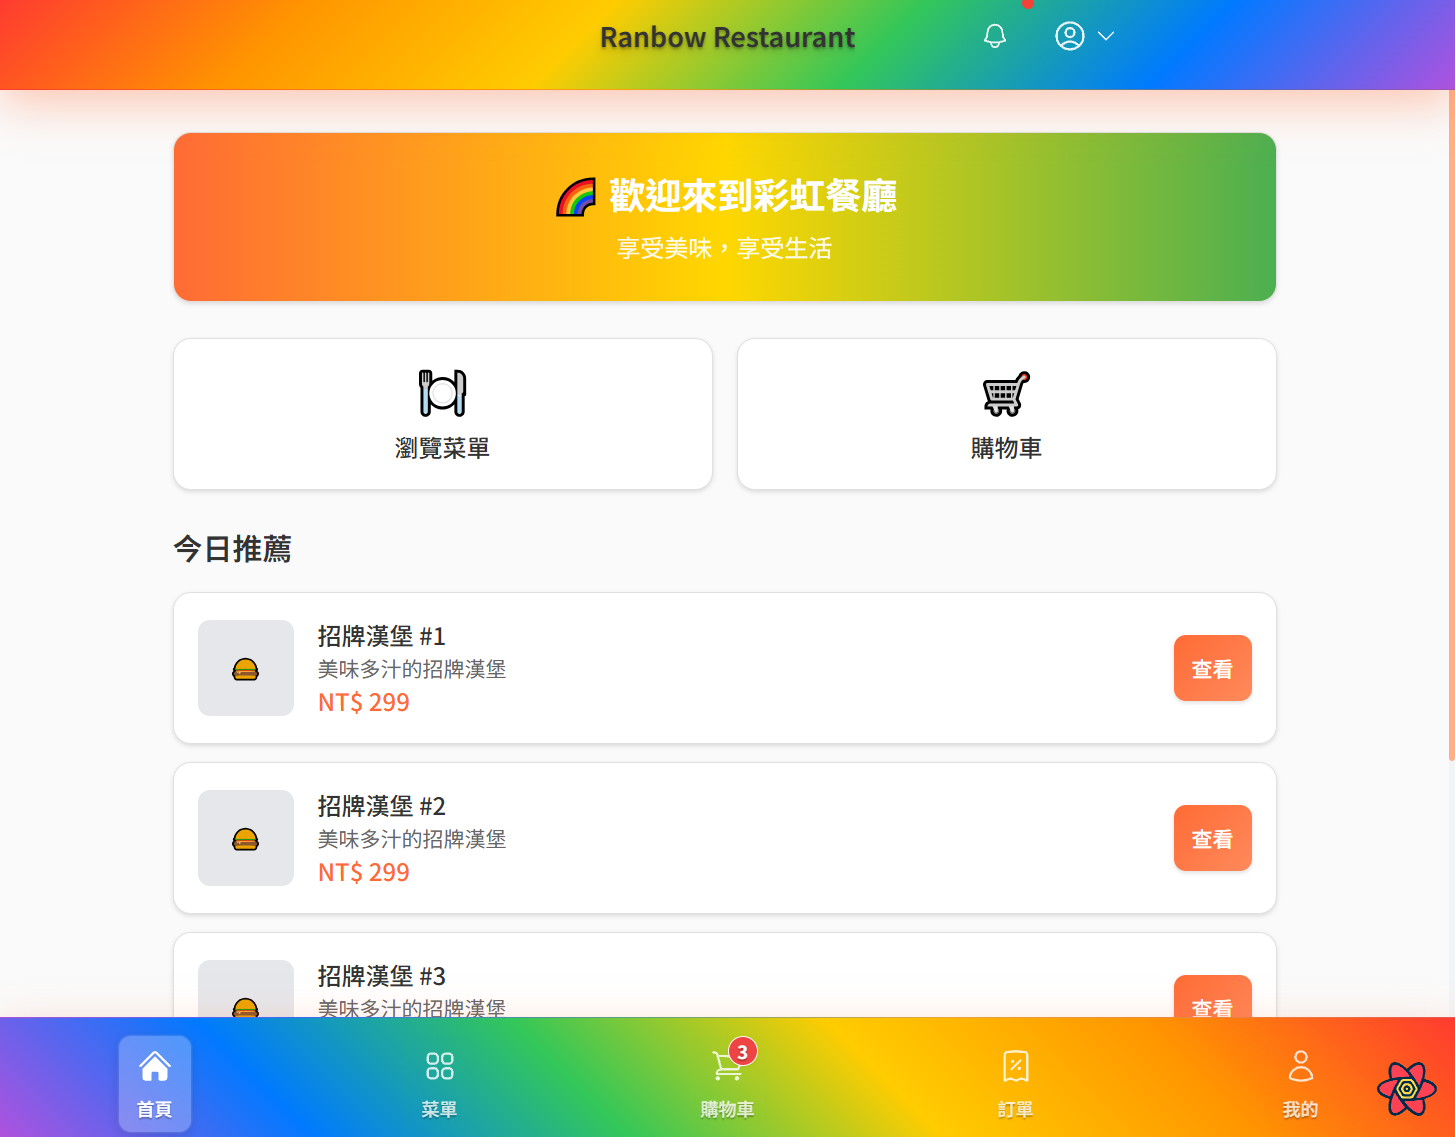 Ranbow Restaurant
歡迎來到彩虹餐廳
享受美味，享受生活
瀏覽菜單
購物車
今日推薦
招牌漢堡 #1
美味多汁的招牌漢堡
NT$ 299
查看
招牌漢堡 #2
美味多汁的招牌漢堡
NT$ 299
查看
招牌漢堡 #3
美味多汁的招牌漢堡
查看
3
首頁
菜單
購物車
訂單
我的